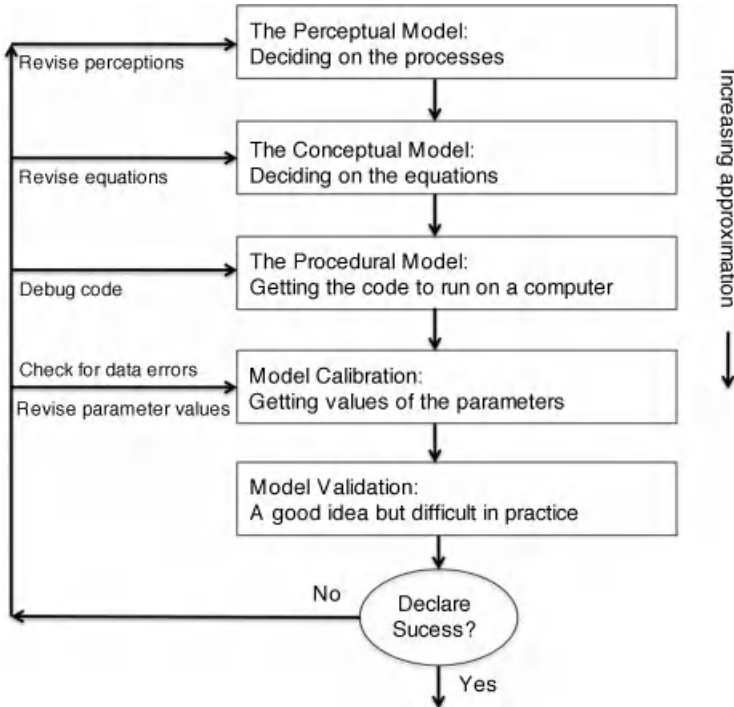 The Perceptual Model:
Deciding on the processes
Revise perceptions
The Conceptual Model:
Deciding on the equations
Revise equations
The Procedural Model:
Getting the code to run on a computer
Debug code
Check for data errors
Revise parameter values
Model Calibration:
Getting values of the parameters
Model Validation:
A good idea but difficult in practice
No
Declare
Sucess?
Yes
Increasing approximation